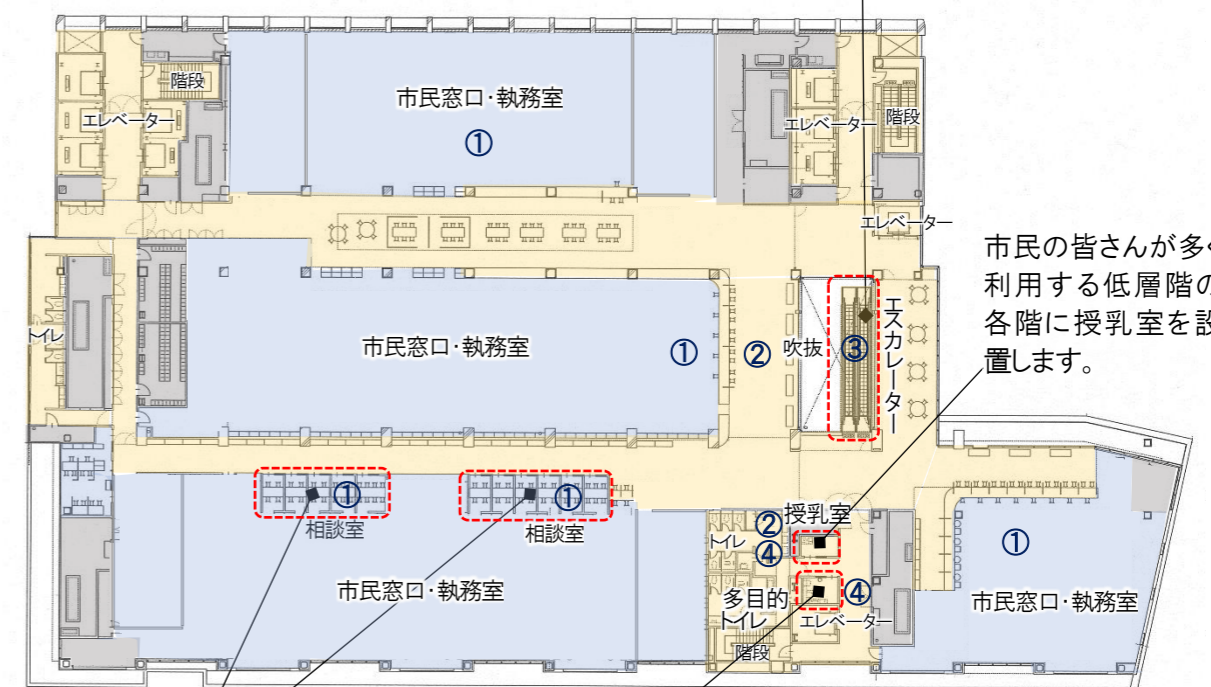 階段
市民窓口・執務室
①
エレベーター
エレベーター
階段
エレベーター
市民の皆さんが多く
利用する低層階の
各階に授乳室を設
置します。
トイレ
市民窓口・執務室
①
②
吹抜
③
エスカレーター
①
相談室
①
相談室
市民窓口・執務室
トイレ
②
④
授乳室
多目的
トイレ
④
エレベーター
階段
①
市民窓口・執務室